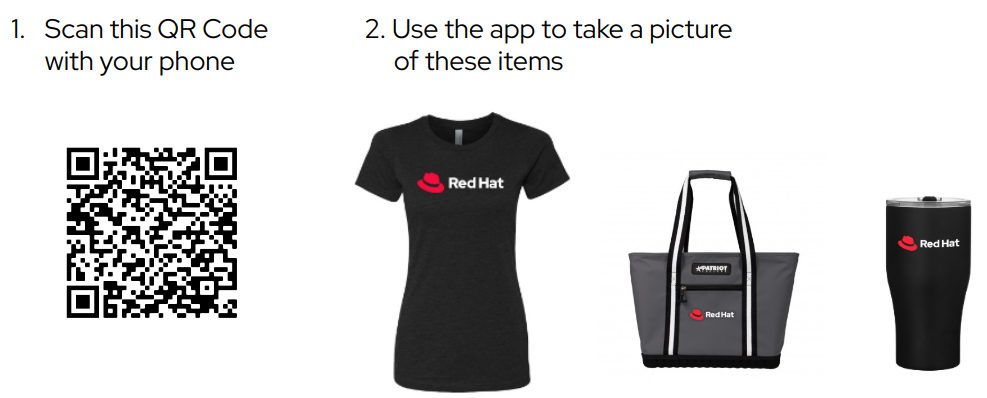 1. Scan this QR Code
with your phone
2. Use the app to take a picture
of these items
Red Hat
PATRIOT
Red Hat
Red Hat